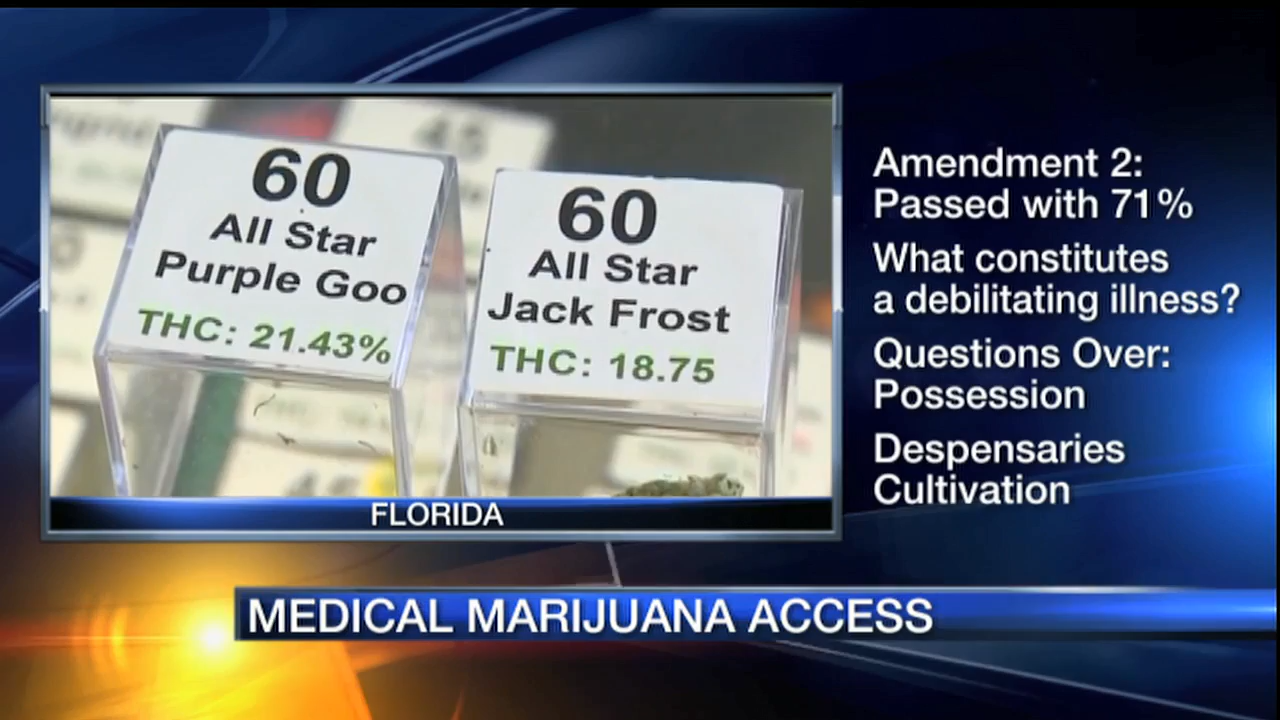 60
All Star
Purple Goo
THC: 21.43%
60
All Star
Jack Frost
THC: 18.75
45
FLORIDA
Amendment 2:
Passed with 71%
What constitutes
a debilitating illness?
Questions Over:
Possession
Despensaries
Cultivation
MEDICAL MARIJUANA ACCESS